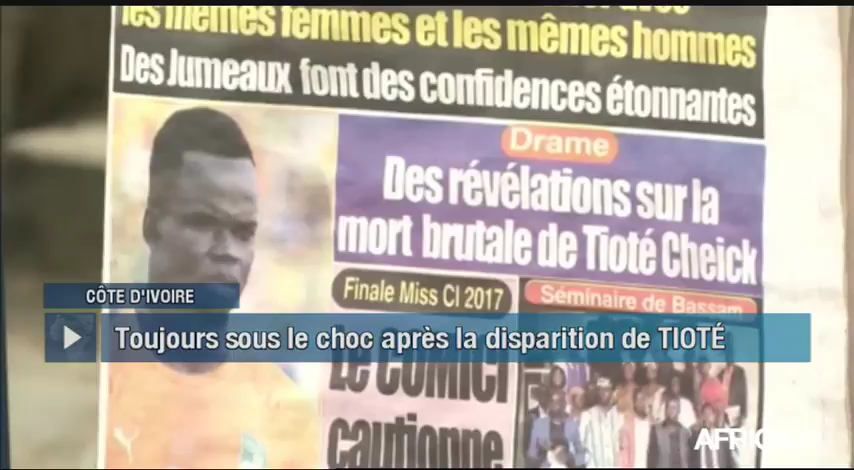 les mêmes femmes et les mêmes hommes
Des Jumeaux font des confidences étonnantes
Drame
Des révélations sur la
mort brutale de Tioté Cheick
Finale Miss CI 2017
Séminaire de Bassam
CÔTE D'IVOIRE
Toujours sous le choc après la disparition de TIOTÉ
Le COMICI
cautionne